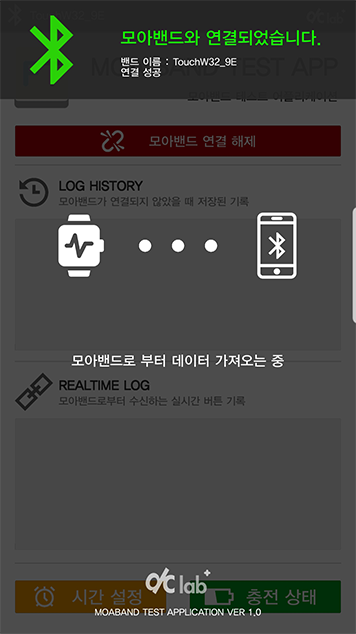 모아밴드와 연결되었습니다.
밴드 이름 : TouchW32_9E
연결 성공
MOABAND TEST APP
모아밴드 테스트 어플리케이션
모아밴드 연결 해제
LOG HISTORY
모아밴드가 연결되지 않았을 때 저장된 기록
모아밴드로 부터 데이터 가져오는 중
REALTIME LOG
모아밴드로부터 수신하는 실시간 버튼 기록
lab+
시간 설정
충전 상태
MOABAND TEST APPLICATION VER 1.0